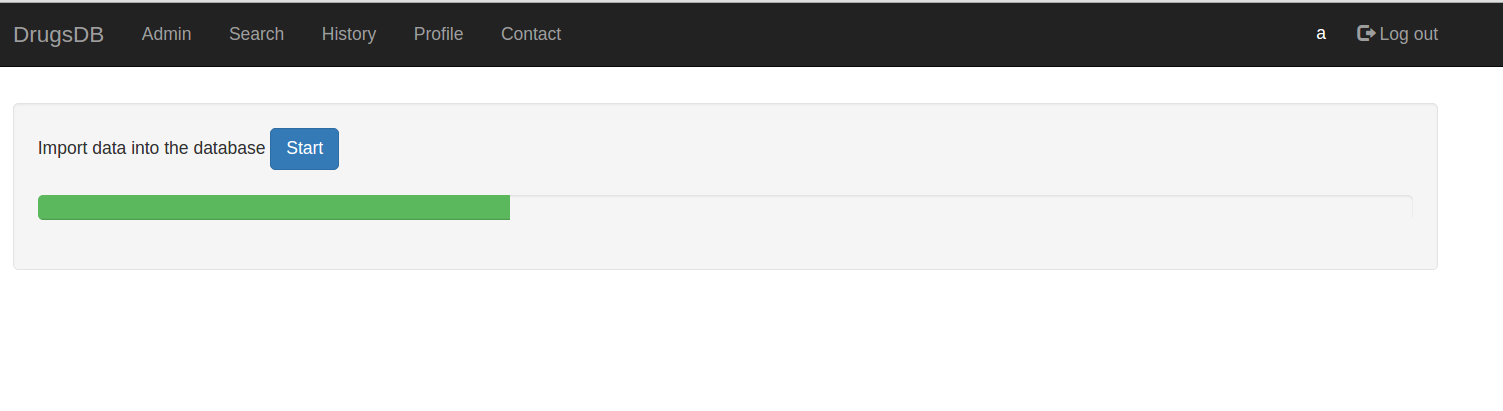 DrugsDB Admin Search History Profile Contact a Log out
Import data into the database Start